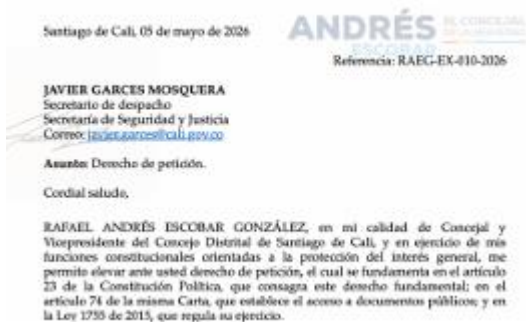 ANDRÉS
ESCOBAR
EL CONCEJAL
Santiago de Cali, 05 de mayo de 2026
Referencia: RAEG-EX-010-2026
JAVIER GARCES MOSQUERA
Secretario de despacho
Secretaría de Seguridad y Justicia
Correo: javier.garces@cali.gov.co
Asunto: Derecho de petición.
Cordial saludo,
RAFAEL ANDRÉS ESCOBAR GONZÁLEZ, en mi calidad de Concejal y
Vicepresidente del Concejo Distrital de Santiago de Cali, y en ejercicio de mis
funciones constitucionales orientadas a la protección del interés general, me
permito elevar ante usted derecho de petición, el cual se fundamenta en el artículo
23 de la Constitución Política, que consagra este derecho fundamental; en el
artículo 74 de la misma Carta, que establece el acceso a documentos públicos; y en
la Ley 1755 de 2015, que regula su ejercicio.